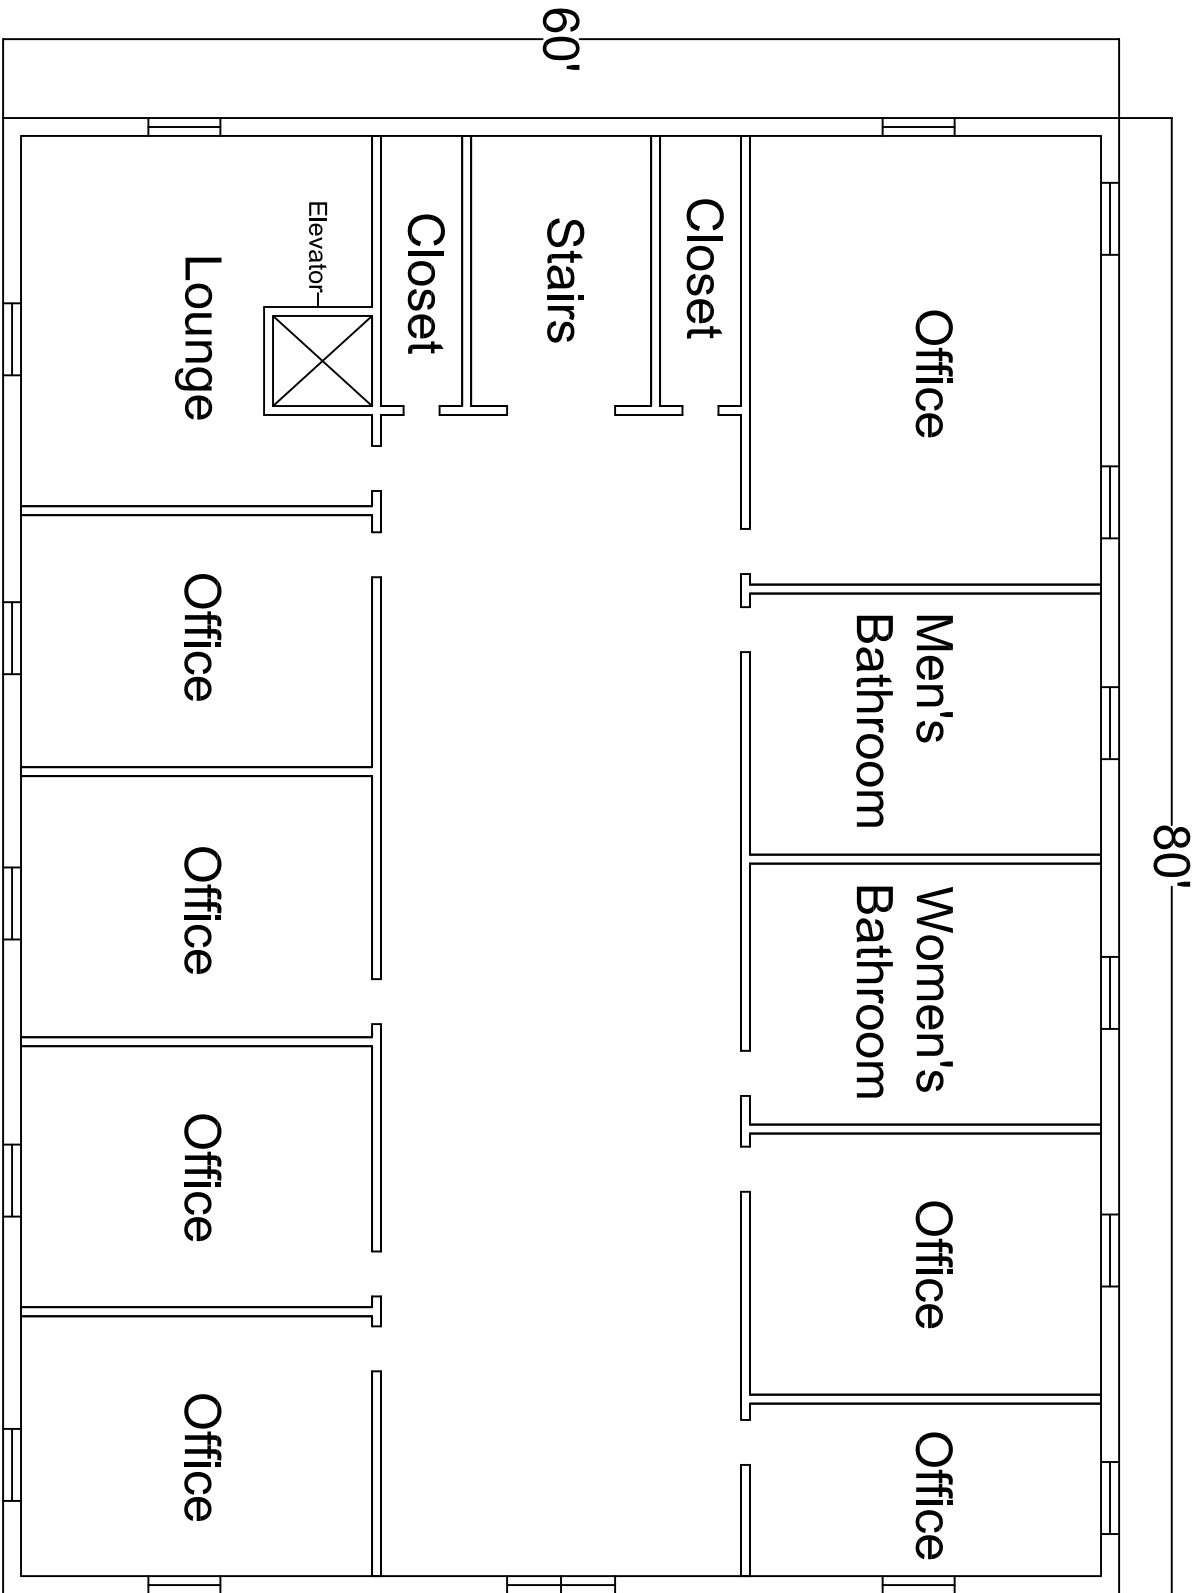 80'
Office
Men's
Bathroom
Women's
Bathroom
Office
Office
Closet
60'
Stairs
Closet
Elevator
Lounge
Office
Office
Office
Office